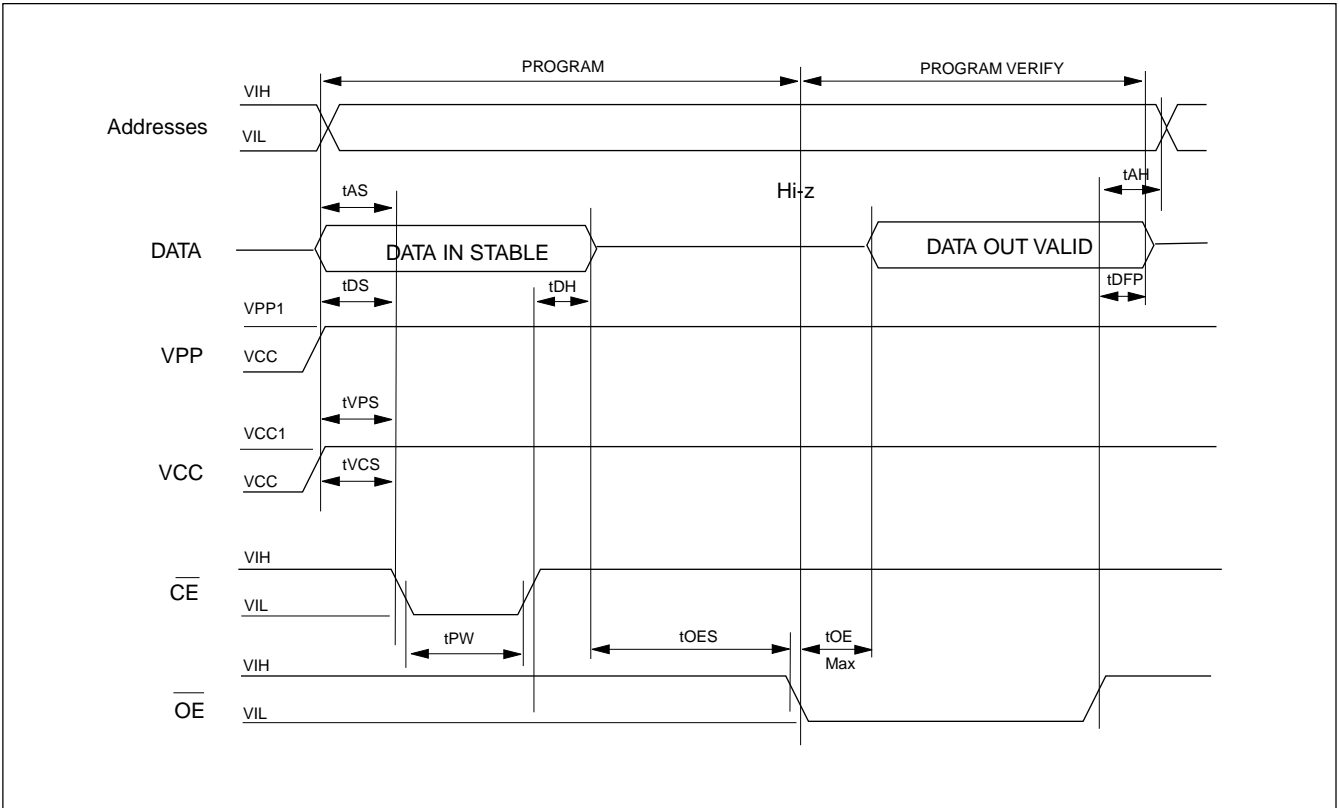 PROGRAM
PROGRAM VERIFY
VIH
Addresses
VIL
tAS
Hi-z
tAH
DATA
DATA IN STABLE
DATA OUT VALID
tDS
tDH
tDFP
VPP1
VPP
VCC
tVPS
VCC1
VCC
tVCS
VCC
VIH
CE
VIL
tPW
tOES
tOE
Max
VIH
OE
VIL